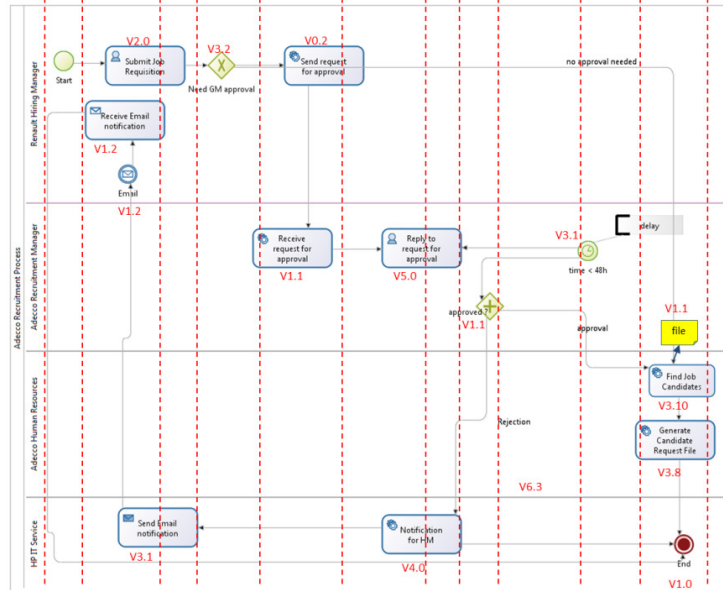 Adecco Recruitment Process
Renault Hiring Manager
V2.0
Submit Job
Requisition
Start
V3.2
Need GM approval
V0.2
Send request
for approval
no approval needed
Receive Email
notification
V1.2
Email
V1.2
Adecco Recruitment Manager
Receive
request for
approval
V1.1
Reply to
request for
approval
V5.0
V3.1
time < 48h
delay
approved ?
V1.1
approval
V1.1
file
Adecco Human Resources
Find Job
Candidates
V3.10
Generate
Candidate
Request File
V3.8
Rejection
V6.3
HP IT Service
Send Email
notification
V3.1
Notification
for HM
V4.0
End
V1.0